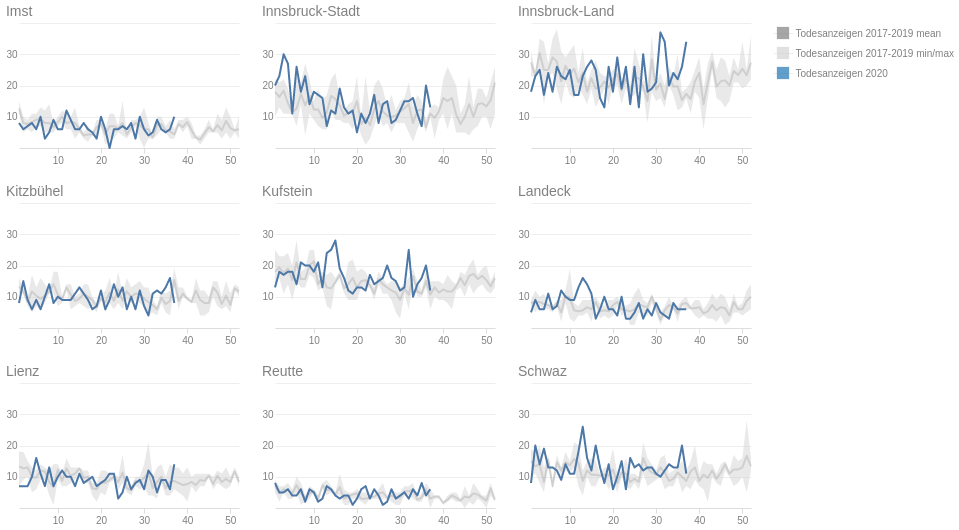 Imst Innsbruck-Stadt Innsbruck-Land
Todesanzeigen 2017-2019 mean
Todesanzeigen 2017-2019 min/max
Todesanzeigen 2020
30 30 30
20 20 20
10 10 10
10 20 30 40 50 10 20 30 40 50 10 20 30 40 50
Kitzbühel Kufstein Landeck
30 30 30
20 20 20
10 10 10
10 20 30 40 50 10 20 30 40 50 10 20 30 40 50
Lienz Reutte Schwaz
30 30 30
20 20 20
10 10 10
10 20 30 40 50 10 20 30 40 50 10 20 30 40 50